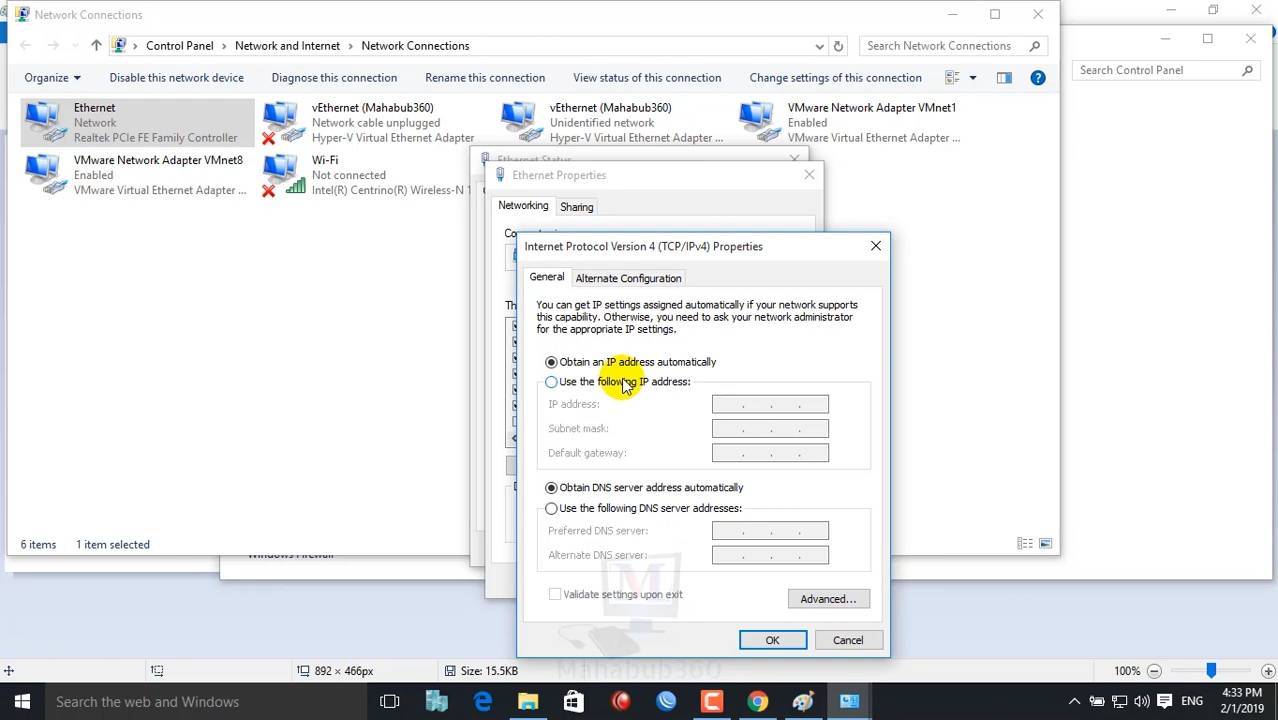 Network Connections
Control Panel
Network and Internet
Network Connections
Search Network Connections
Search Control Panel
Organize
Disable this network device
Diagnose this connection
Rename this connection
View status of this connection
Change settings of this connection
Ethernet
Network
Realtek PCIe FE Family Controller
vEthernet (Mahabub360)
Network cable unplugged
Hyper-V Virtual Ethernet Adapter
vEthernet (Mahabub360)
Unidentified network
Hyper-V Virtual Ethernet Adapter ...
VMware Network Adapter VMnet1
Enabled
VMware Virtual Ethernet Adapter ...
VMware Network Adapter VMnet8
Enabled
VMware Virtual Ethernet Adapter ...
Wi-Fi
Not connected
Intel(R) Centrino(R) Wireless-N
Ethernet Status
Ethernet Properties
Networking
Sharing
Internet Protocol Version 4 (TCP/IPv4) Properties
General
Alternate Configuration
You can get IP settings assigned automatically if your network supports
this capability. Otherwise, you need to ask your network administrator
for the appropriate IP settings.
Obtain an IP address automatically
Use the following IP address:
IP address:
Subnet mask:
Default gateway:
Obtain DNS server address automatically
Use the following DNS server addresses:
Preferred DNS server:
Alternate DNS server:
Validate settings upon exit
Advanced...
OK
Cancel
6 items
1 item selected
Windows Firewall
Mahabub360
892 × 466px
Size: 15.5KB
100%
Search the web and Windows
ENG
4:33 PM
2/1/2019